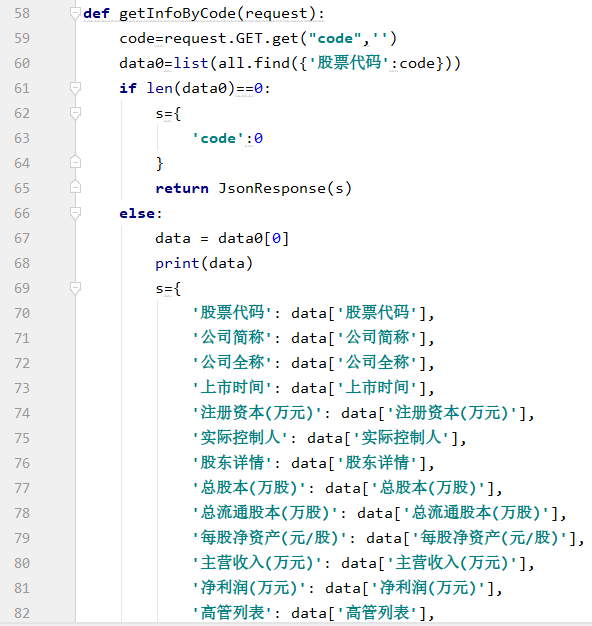 58 def getInfoByCode(request):
59 code=request.GET.get("code",'')
60 data0=list(all.find({'股票代码':code}))
61 if len(data0)==0:
62 s={
63 'code':0
64 }
65 return JsonResponse(s)
66 else:
67 data = data0[0]
68 print(data)
69 s={
70 '股票代码': data['股票代码'],
71 '公司简称': data['公司简称'],
72 '公司全称': data['公司全称'],
73 '上市时间': data['上市时间'],
74 '注册资本(万元)': data['注册资本(万元)'],
75 '实际控制人': data['实际控制人'],
76 '股东详情': data['股东详情'],
77 '总股本(万股)': data['总股本(万股)'],
78 '总流通股本(万股)': data['总流通股本(万股)'],
79 '每股净资产(元/股)': data['每股净资产(元/股)'],
80 '主营收入(万元)': data['主营收入(万元)'],
81 '净利润(万元)': data['净利润(万元)'],
82 '高管列表': data['高管列表'],